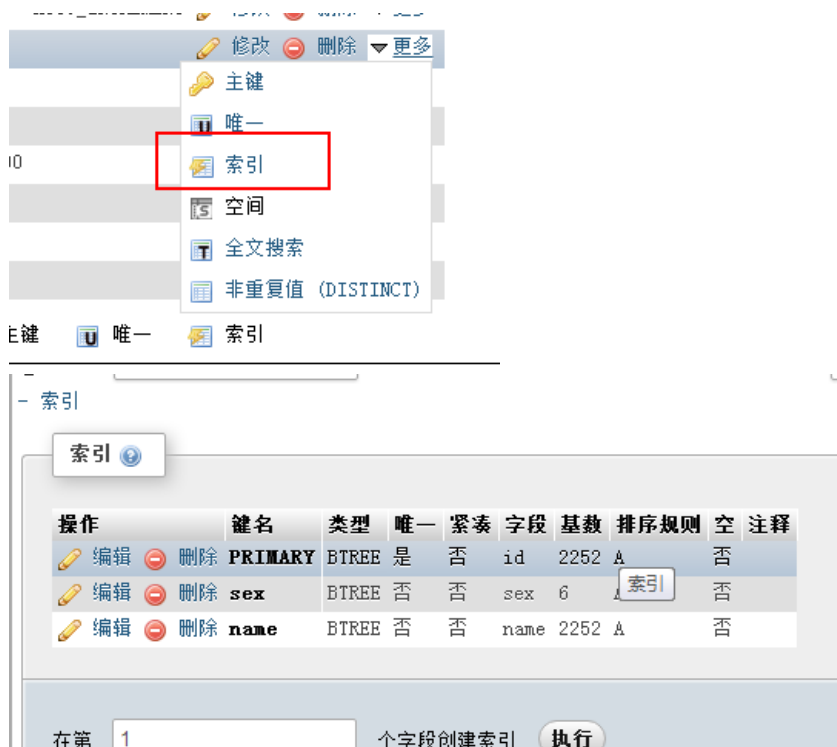 修改 删除 更多
主键
唯一
00
索引
空间
全文搜索
非重复值 (DISTINCT)
主键 唯一 索引
- 索引
索引
操作 键名 类型 唯一 紧凑 字段 基数 排序规则 空 注释
编辑 删除 PRIMARY BTREE 是 否 id 2252 A 否
编辑 删除 sex BTREE 否 否 sex 6 索引 否
编辑 删除 name BTREE 否 否 name 2252 A 否
在第 1 个字段创建索引 执行